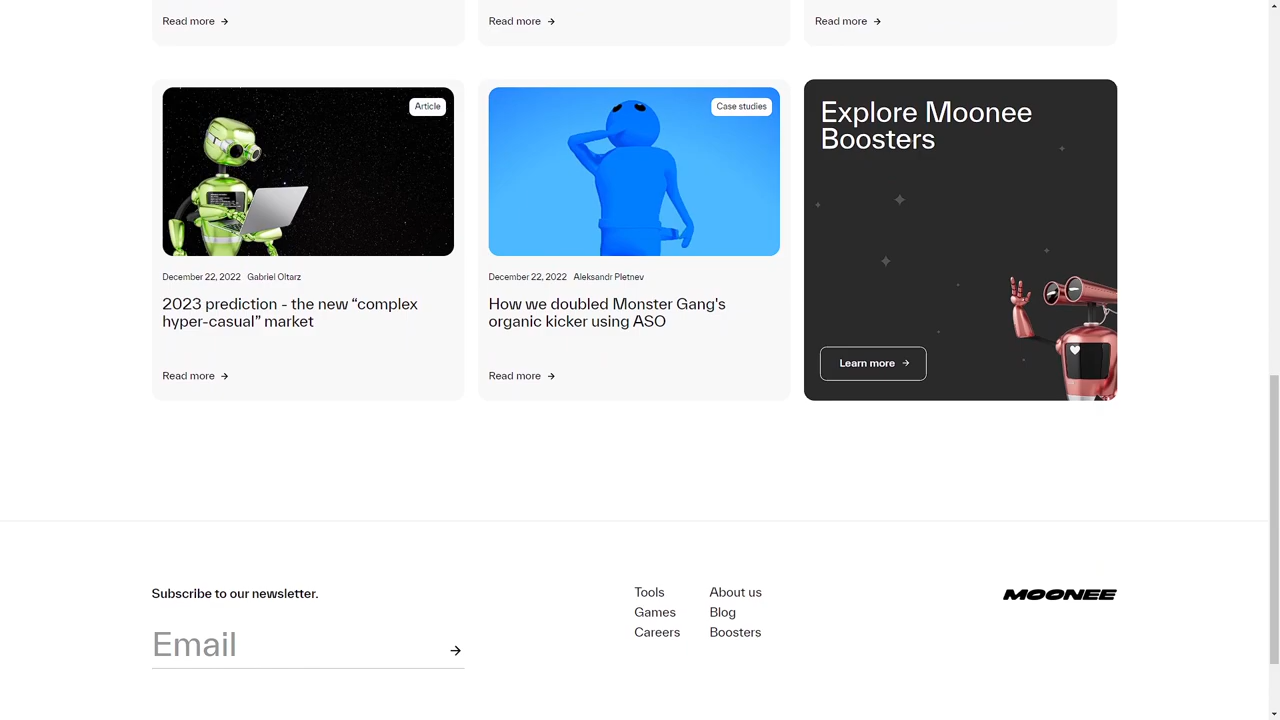 Read more
Read more
Read more
Article
December 22, 2022 Gabriel Oltarz
2023 prediction - the new “complex
hyper-casual” market
Read more
Case studies
December 22, 2022 Aleksandr Pletnev
How we doubled Monster Gang's
organic kicker using ASO
Read more
Explore Moonee
Boosters
Learn more
Subscribe to our newsletter.
Email
Tools
Games
Careers
About us
Blog
Boosters
MOONEE